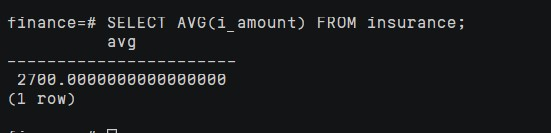 finance=# SELECT AVG(i_amount) FROM insurance;
avg
-----------------------
2700.0000000000000000
(1 row)